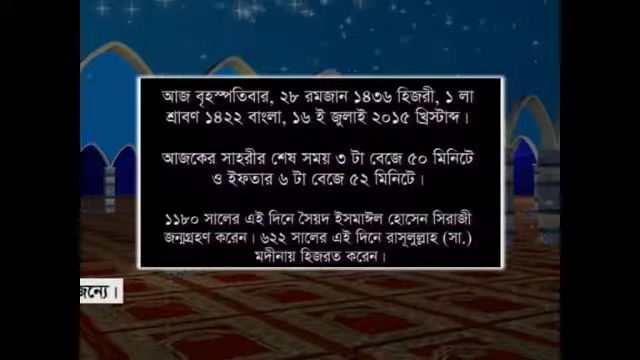 আজ বৃহস্পতিবার, ২৮ রমজান ১৪৩৬ হিজরী, ১ লা
শ্রাবণ ১৪২২ বাংলা, ১৬ ই জুলাই ২০১৫ খ্রিস্টাব্দ।
আজকের সাহরীর শেষ সময় ৩ টা বেজে ৫০ মিনিটে
ও ইফতার ৬ টা বেজে ৫২ মিনিটে।
১১৮০ সালের এই দিনে সৈয়দ ইসমাঈল হোসেন সিরাজী
জন্মগ্রহণ করেন। ৬২২ সালের এই দিনে রাসূলুল্লাহ (সা.)
মদীনায় হিজরত করেন।
জন্যে।